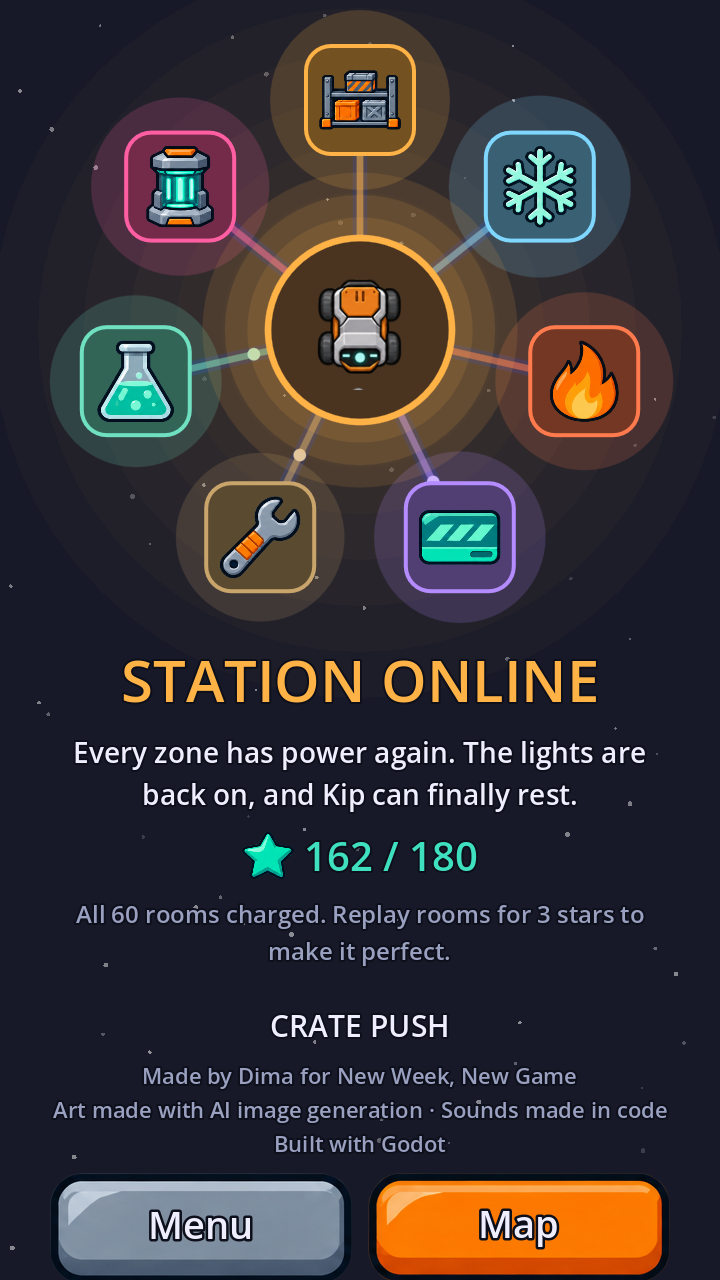 STATION ONLINE
Every zone has power again. The lights are
back on, and Kip can finally rest.
162 / 180
All 60 rooms charged. Replay rooms for 3 stars to
make it perfect.
CRATE PUSH
Made by Dima for New Week, New Game
Art made with AI image generation · Sounds made in code
Built with Godot
Menu
Map